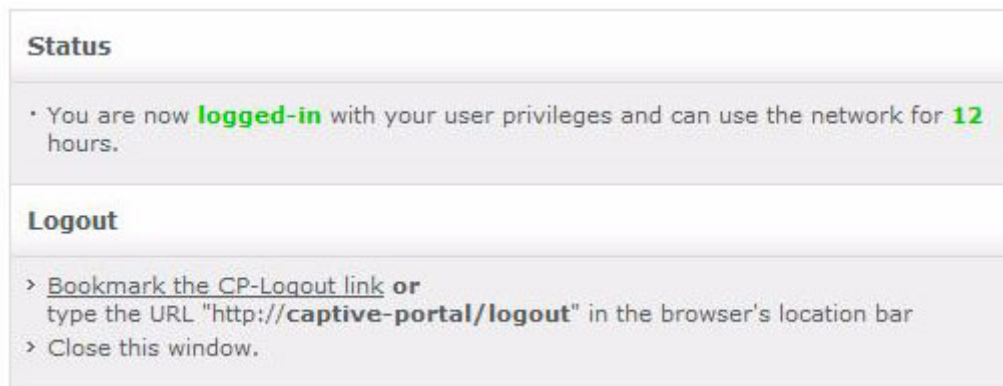 Status
· You are now logged-in with your user privileges and can use the network for 12
hours.
Logout
› Bookmark the CP-Logout link or
type the URL "http://captive-portal/logout" in the browser's location bar
› Close this window.